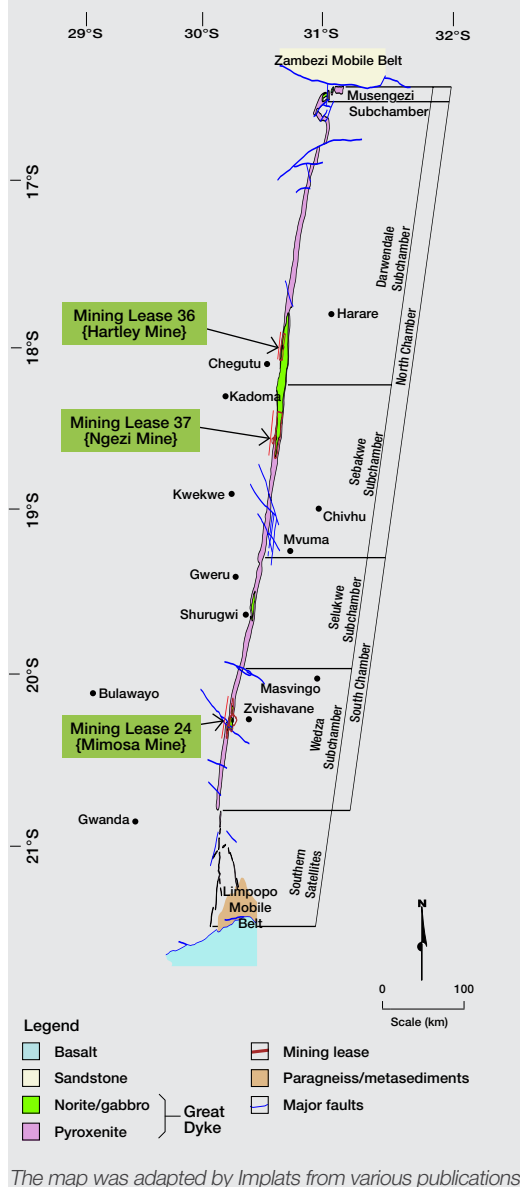 29°S 30°S 31°S 32°S
Zambezi Mobile Belt
Musengezi
Subchamber
17°S
Darwendale
Subchamber
North Chamber
Mining Lease 36
{Hartley Mine}
Harare
18°S
Chegutu
Kadoma
Mining Lease 37
{Ngezi Mine}
Sebakwe
Subchamber
Kwekwe
19°S
Chivhu
Mvuma
Gweru
Selukwe
Subchamber
Shurugwi
South Chamber
20°S
Masvingo
Bulawayo
Zvishavane
Wedza
Subchamber
Mining Lease 24
{Mimosa Mine}
Gwanda
21°S
Southern
Satellites
Limpopo
Mobile
Belt
N
0 100
Scale (km)
Legend
Basalt
Sandstone
Norite/gabbro
Pyroxenite
Great
Dyke
Mining lease
Paragneiss/metasediments
Major faults
The map was adapted by Implats from various publications